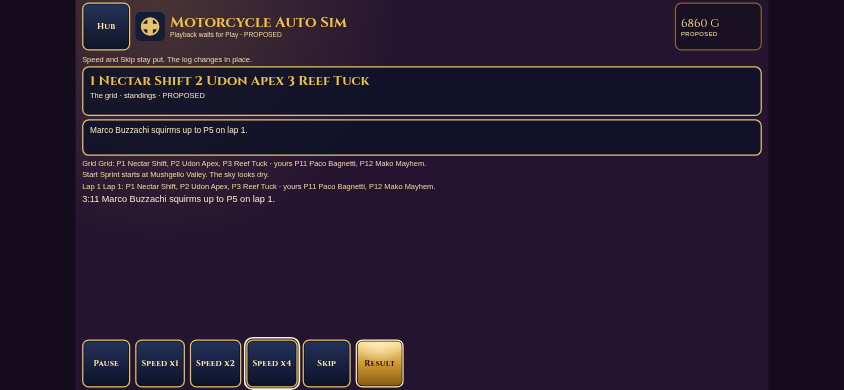 HUB
MOTORCYCLE AUTO SIM
Playback waits for Play · PROPOSED
6860 G
PROPOSED
Speed and Skip stay put. The log changes in place.
1 NECTAR SHIFT 2 UDON APEX 3 REEF TUCK
The grid · standings · PROPOSED
Marco Buzzachi squirms up to P5 on lap 1.
Grid Grid: P1 Nectar Shift, P2 Udon Apex, P3 Reef Tuck · yours P11 Paco Bagnetti, P12 Mako Mayhem.
Start Sprint starts at Mushgello Valley. The sky looks dry.
Lap 1 Lap 1: P1 Nectar Shift, P2 Udon Apex, P3 Reef Tuck · yours P11 Paco Bagnetti, P12 Mako Mayhem.
3:11 Marco Buzzachi squirms up to P5 on lap 1.
PAUSE
SPEED X1
SPEED X2
SPEED X4
SKIP
RESULT